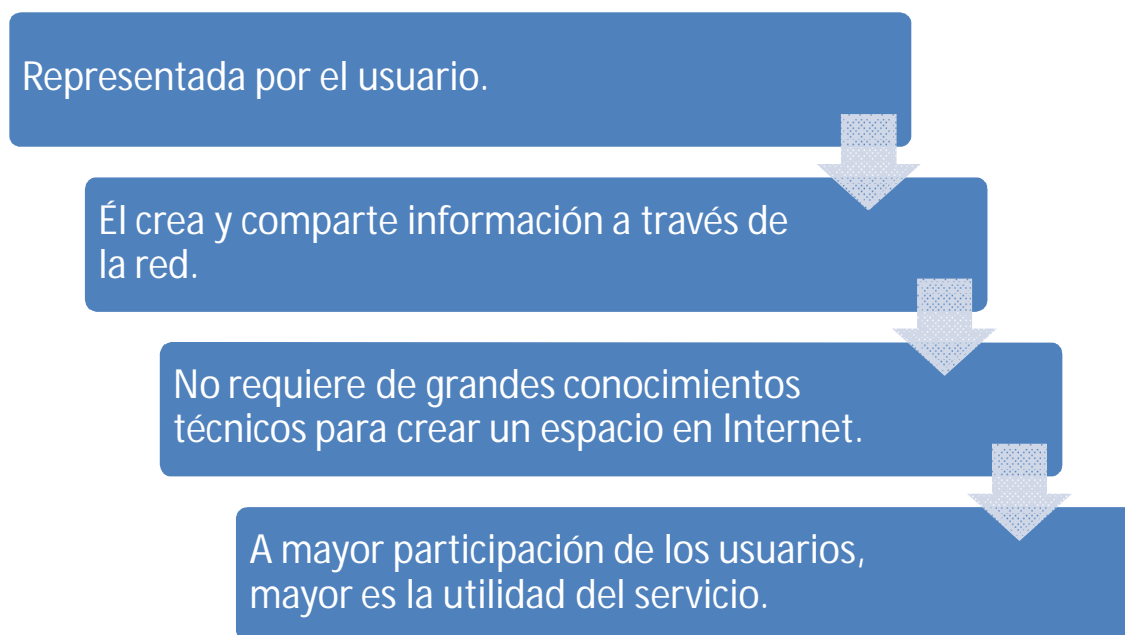 Representada por el usuario.
Él crea y comparte información a través de
la red.
No requiere de grandes conocimientos
técnicos para crear un espacio en Internet.
A mayor participación de los usuarios,
mayor es la utilidad del servicio.